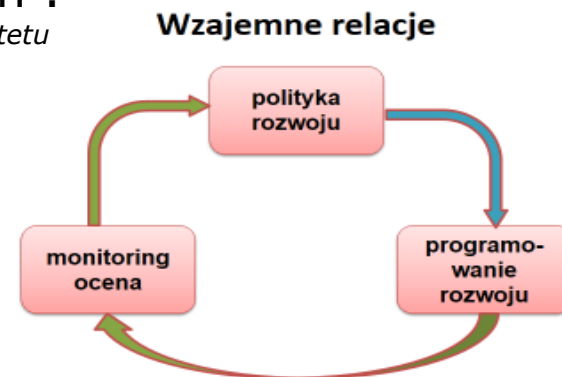 tetu
Wzajemne relacje
polityka
rozwoju
monitoring
ocena
programo-
wanie
rozwoju